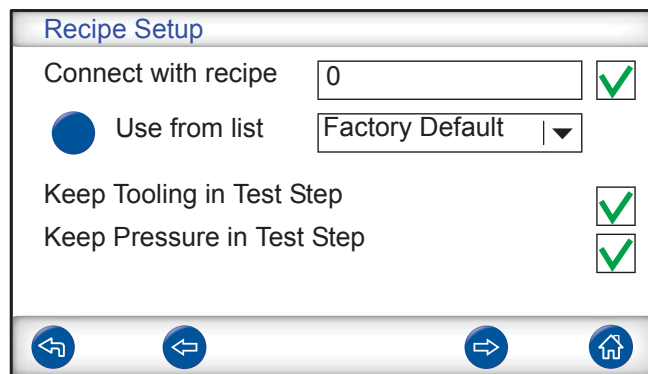 Recipe Setup
Connect with recipe 0
Use from list Factory Default
Keep Tooling in Test Step
Keep Pressure in Test Step